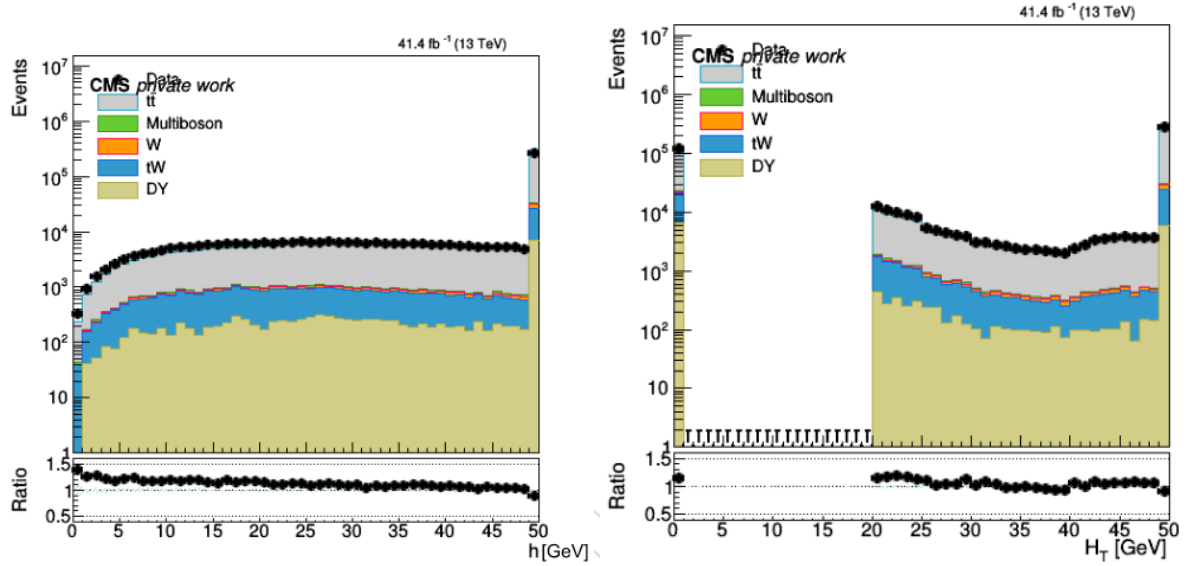 41.4 fb⁻¹ (13 TeV)
Events
10⁷
10⁶
10⁵
10⁴
10³
10²
10
1
CMS private work
Data
tt̄
Multiboson
W
tW
DY
Ratio
1.5
1
0.5
0 5 10 15 20 25 30 35 40 45 50
h [GeV]
41.4 fb⁻¹ (13 TeV)
Events
10⁷
10⁶
10⁵
10⁴
10³
10²
10
1
CMS private work
Data
tt̄
Multiboson
W
tW
DY
Ratio
1.5
1
0.5
0 5 10 15 20 25 30 35 40 45 50
H_T [GeV]